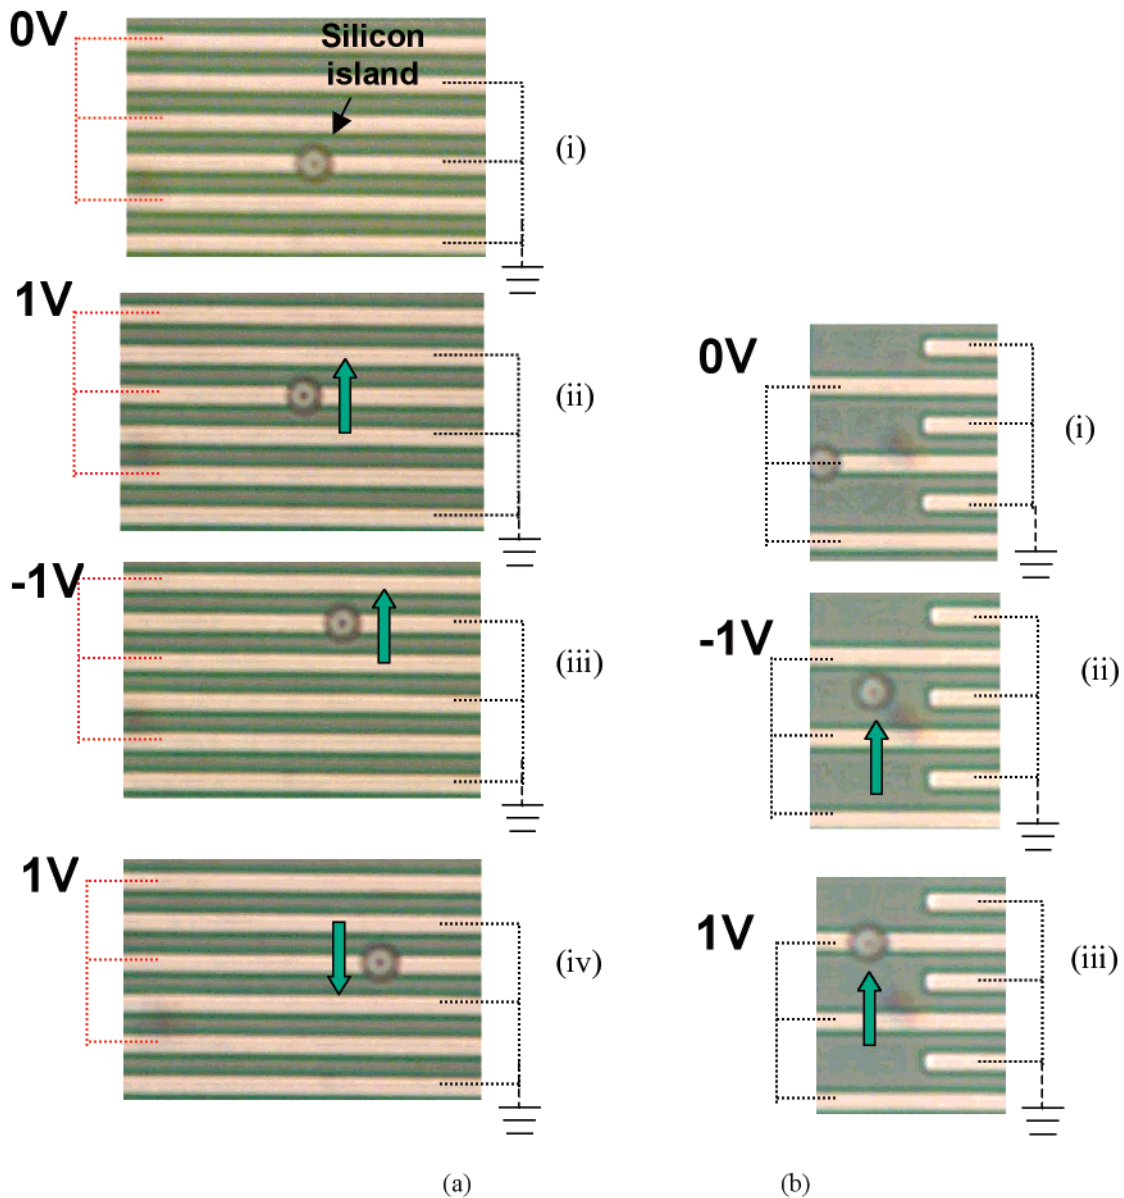 0V
Silicon
island
(i)
1V
(ii)
-1V
(iii)
1V
(iv)
(a)
0V
(i)
-1V
(ii)
1V
(iii)
(b)